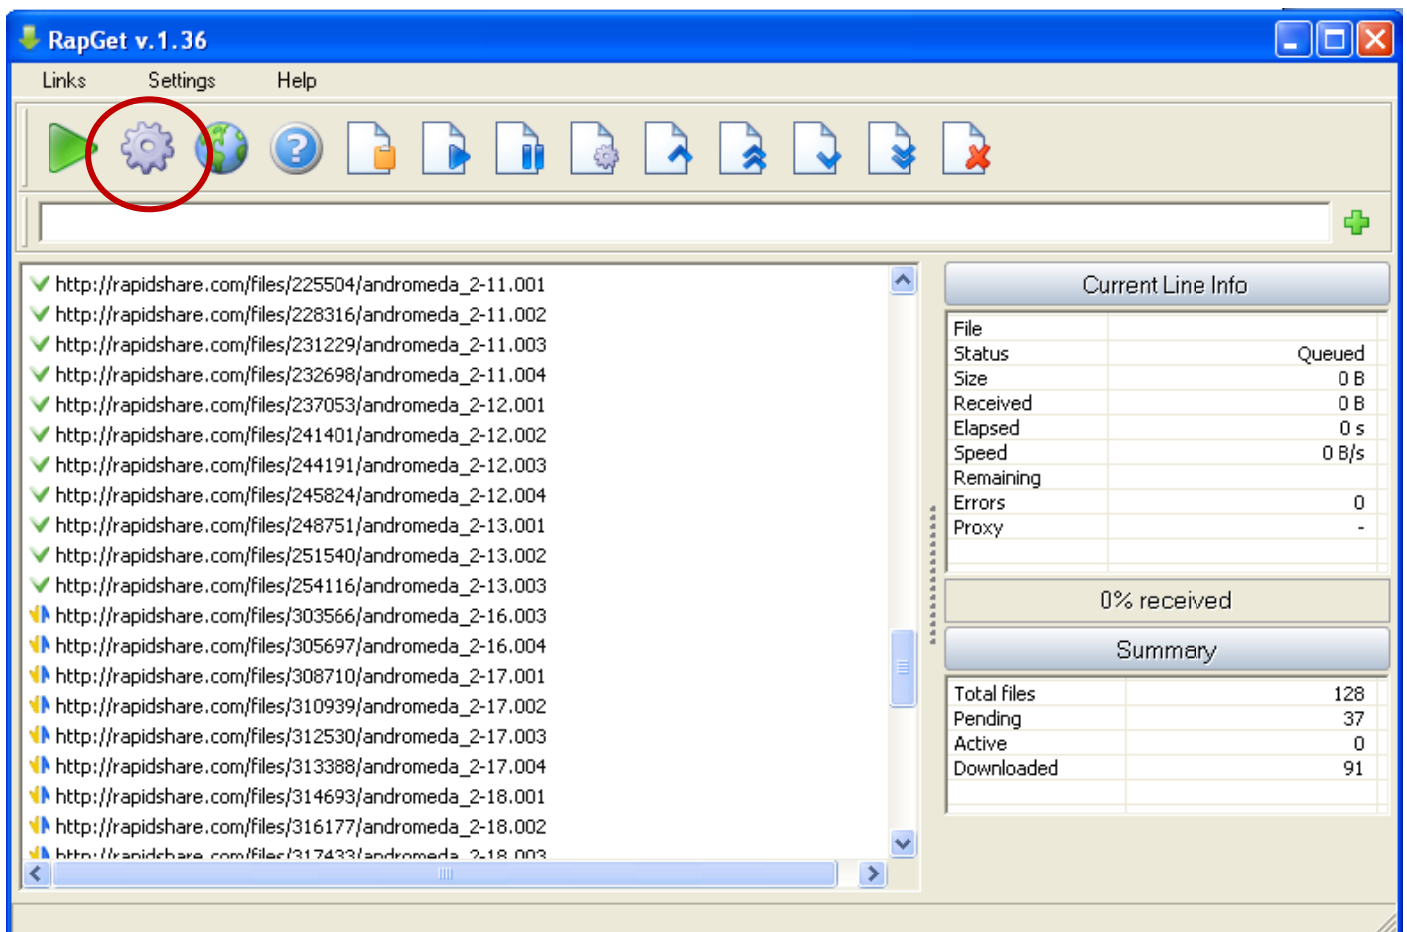 RapGet v.1.36
Links Settings Help
http://rapidshare.com/files/225504/andromeda_2-11.001
http://rapidshare.com/files/228316/andromeda_2-11.002
http://rapidshare.com/files/231229/andromeda_2-11.003
http://rapidshare.com/files/232698/andromeda_2-11.004
http://rapidshare.com/files/237053/andromeda_2-12.001
http://rapidshare.com/files/241401/andromeda_2-12.002
http://rapidshare.com/files/244191/andromeda_2-12.003
http://rapidshare.com/files/245824/andromeda_2-12.004
http://rapidshare.com/files/248751/andromeda_2-13.001
http://rapidshare.com/files/251540/andromeda_2-13.002
http://rapidshare.com/files/254116/andromeda_2-13.003
http://rapidshare.com/files/303566/andromeda_2-16.003
http://rapidshare.com/files/305697/andromeda_2-16.004
http://rapidshare.com/files/308710/andromeda_2-17.001
http://rapidshare.com/files/310939/andromeda_2-17.002
http://rapidshare.com/files/312530/andromeda_2-17.003
http://rapidshare.com/files/313388/andromeda_2-17.004
http://rapidshare.com/files/314693/andromeda_2-18.001
http://rapidshare.com/files/316177/andromeda_2-18.002
http://rapidshare.com/files/317433/andromeda_2-18.003
Current Line Info
File
Status Queued
Size 0 B
Received 0 B
Elapsed 0 s
Speed 0 B/s
Remaining
Errors 0
Proxy -
0% received
Summary
Total files 128
Pending 37
Active 0
Downloaded 91